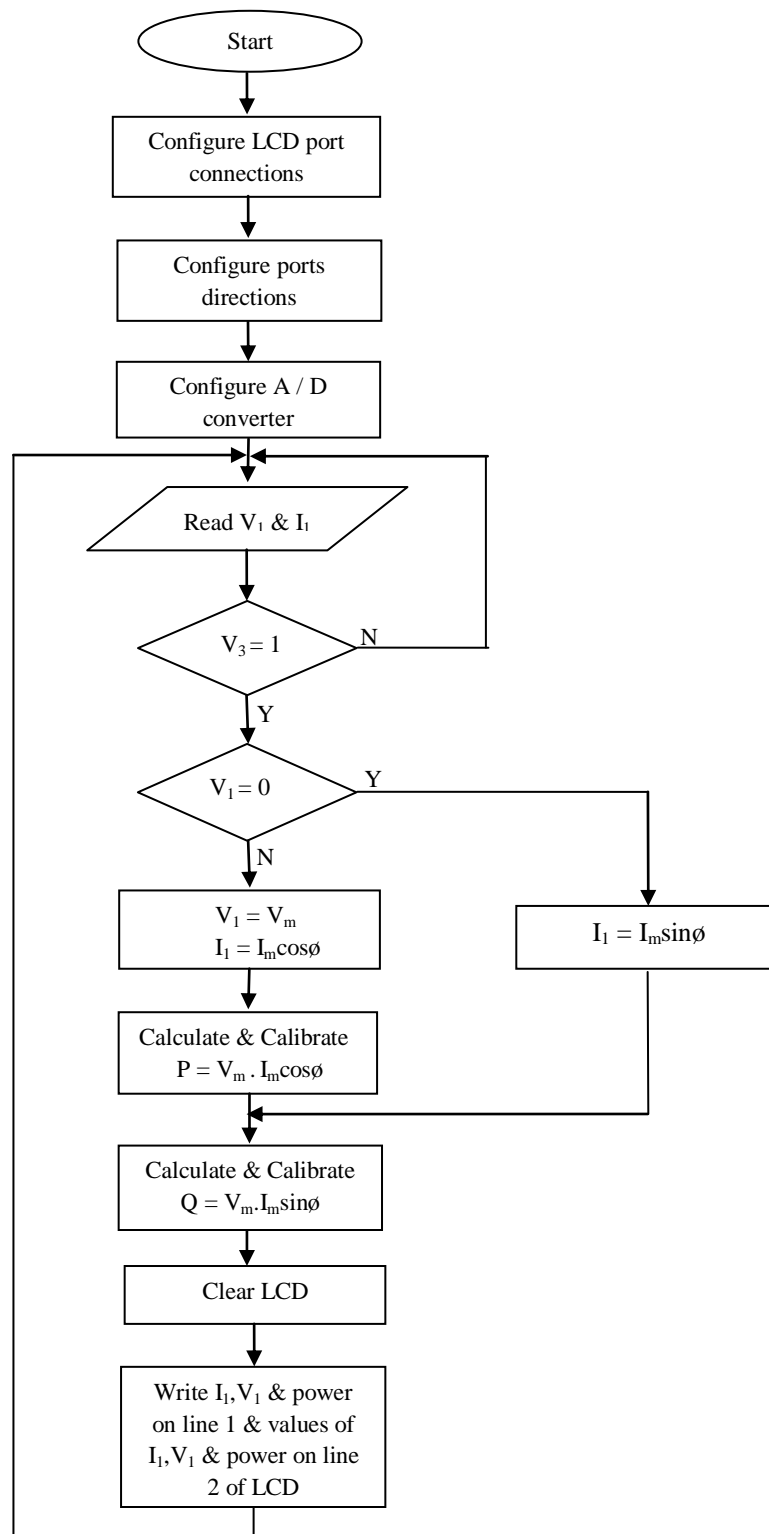 Start
Configure LCD port
connections
Configure ports
directions
Configure A / D
converter
Read V₁ & I₁
V₃ = 1
N
Y
V₁ = 0
Y
N
V₁ = Vₘ
I₁ = Iₘcosø
I₁ = Iₘsinø
Calculate & Calibrate
P = Vₘ . Iₘcosø
Calculate & Calibrate
Q = Vₘ.Iₘsinø
Clear LCD
Write I₁,V₁ & power
on line 1 & values of
I₁,V₁ & power on line
2 of LCD